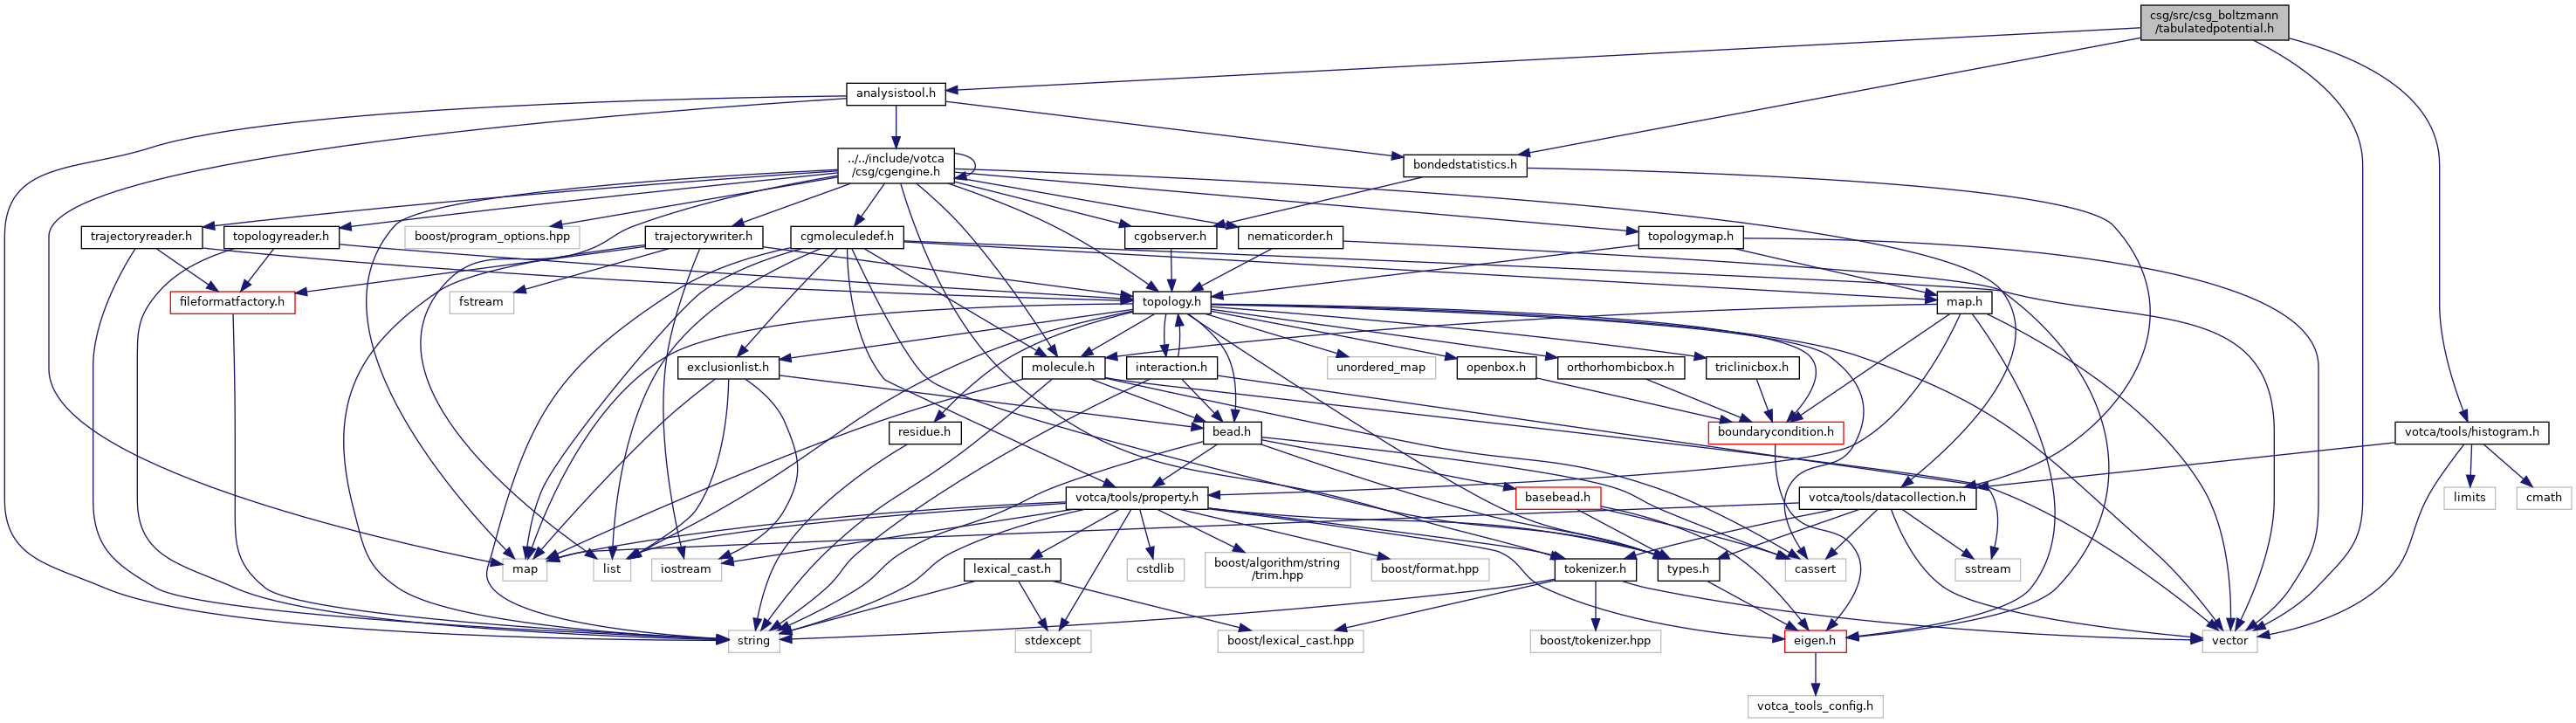 csg/src/csg_boltzmann
/tabulatedpotential.h
analysistool.h
../../include/votca
/csg/cgengine.h
bondedstatistics.h
trajectoryreader.h
topologyreader.h
boost/program_options.hpp
trajectorywriter.h
cgmoleculedef.h
cgobserver.h
nematicorder.h
topologymap.h
fileformatfactory.h
fstream
topology.h
map.h
exclusionlist.h
molecule.h
interaction.h
unordered_map
openbox.h
orthorhombicbox.h
triclinicbox.h
residue.h
bead.h
boundarycondition.h
votca/tools/histogram.h
votca/tools/property.h
basebead.h
votca/tools/datacollection.h
limits
cmath
map
list
iostream
lexical_cast.h
cstdlib
boost/algorithm/string
/trim.hpp
boost/format.hpp
tokenizer.h
types.h
cassert
sstream
string
stdexcept
boost/lexical_cast.hpp
boost/tokenizer.hpp
eigen.h
vector
votca_tools_config.h